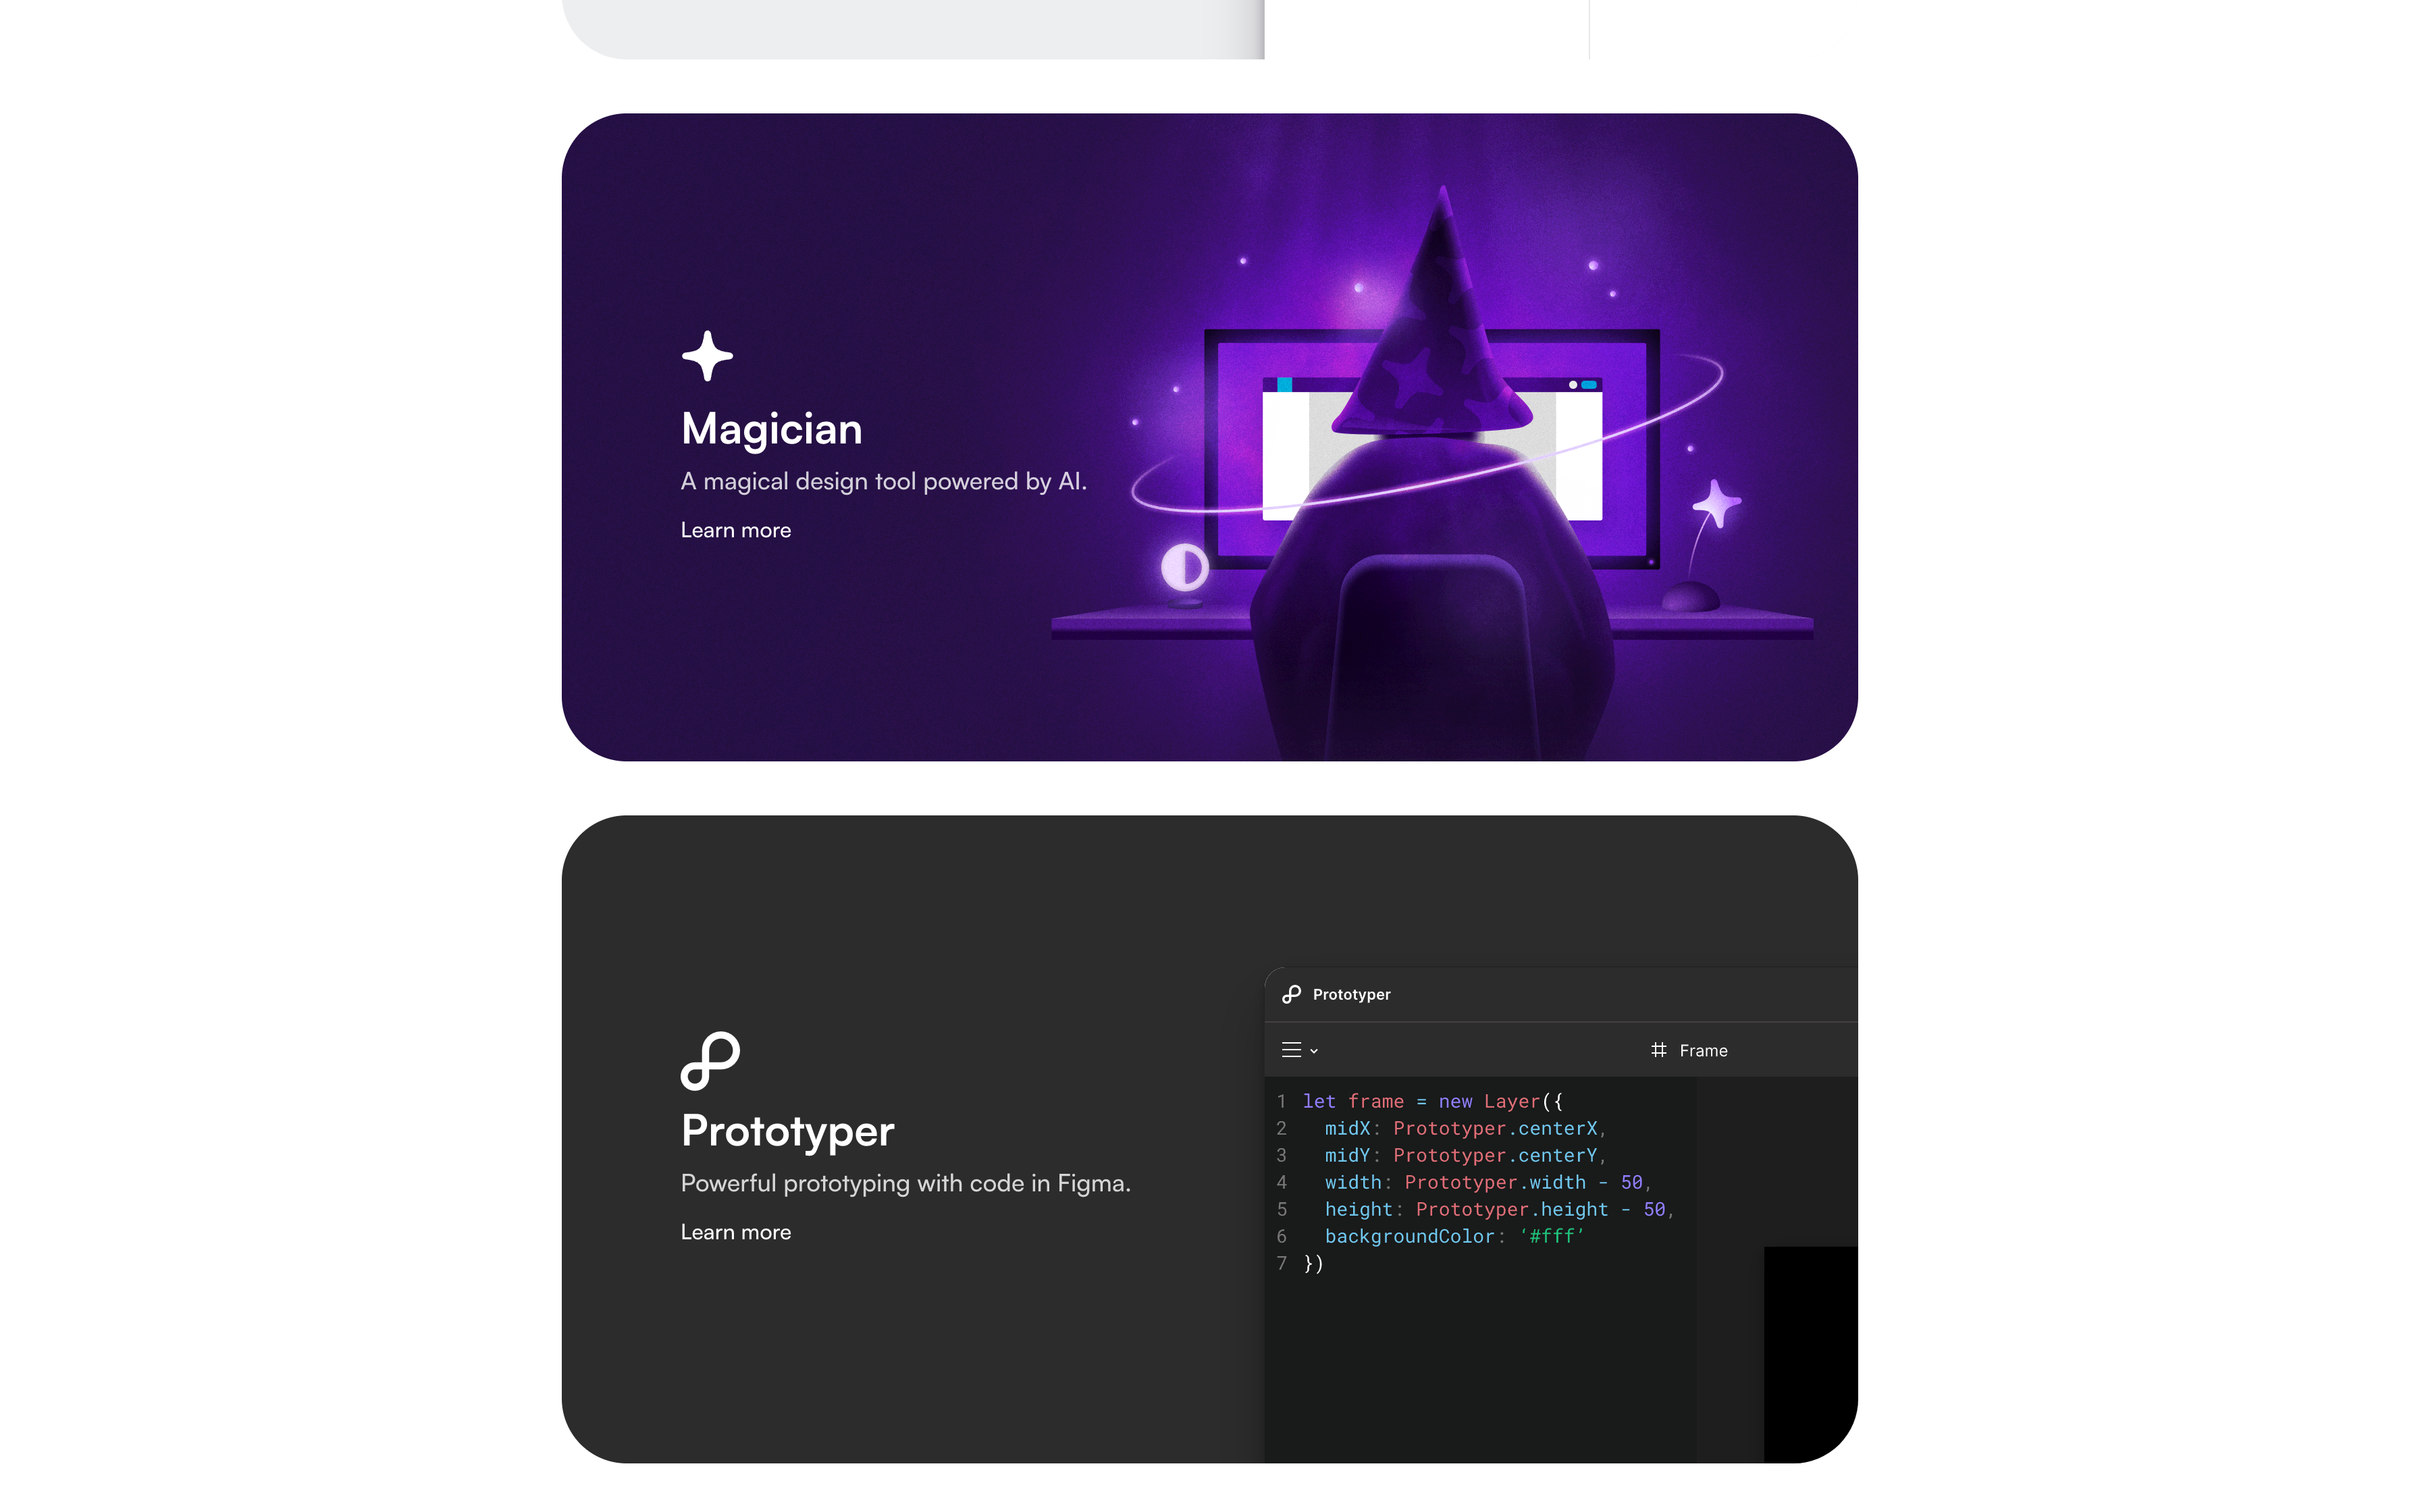 Magician
A magical design tool powered by AI.
Learn more
Prototyper
Powerful prototyping with code in Figma.
Learn more
Prototyper
Frame
1 let frame = new Layer({
2 midX: Prototyper.centerX,
3 midY: Prototyper.centerY,
4 width: Prototyper.width - 50,
5 height: Prototyper.height - 50,
6 backgroundColor: ‘#fff’
7 })